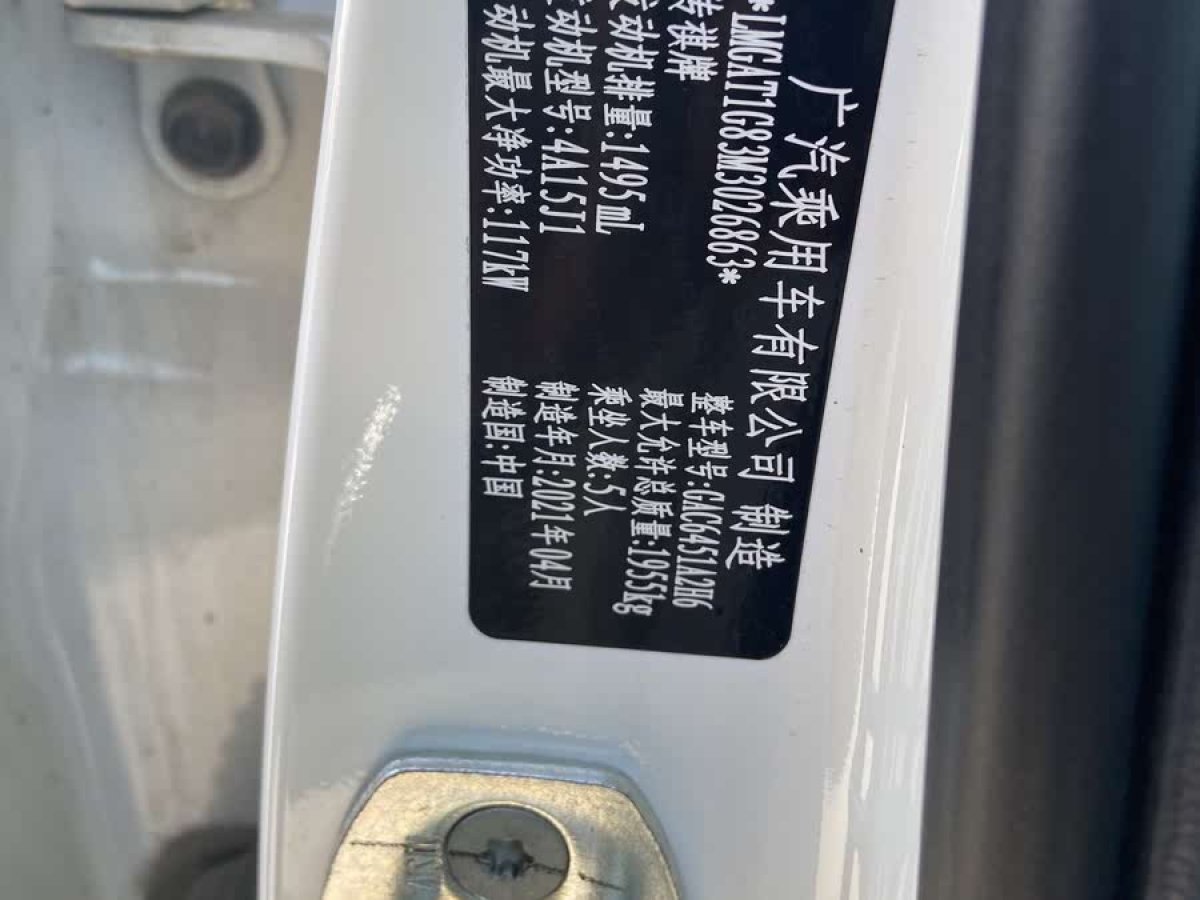 广汽乘用车有限公司 制造
*LMGAT1G83M3026863*
传祺牌
整车型号:GAC6451A2H6
发动机排量:1495mL
最大允许总质量:1955kg
动机型号:4A15J1
乘坐人数:5人
动机最大净功率:117kW
制造年月:2021年04月
制造国:中国